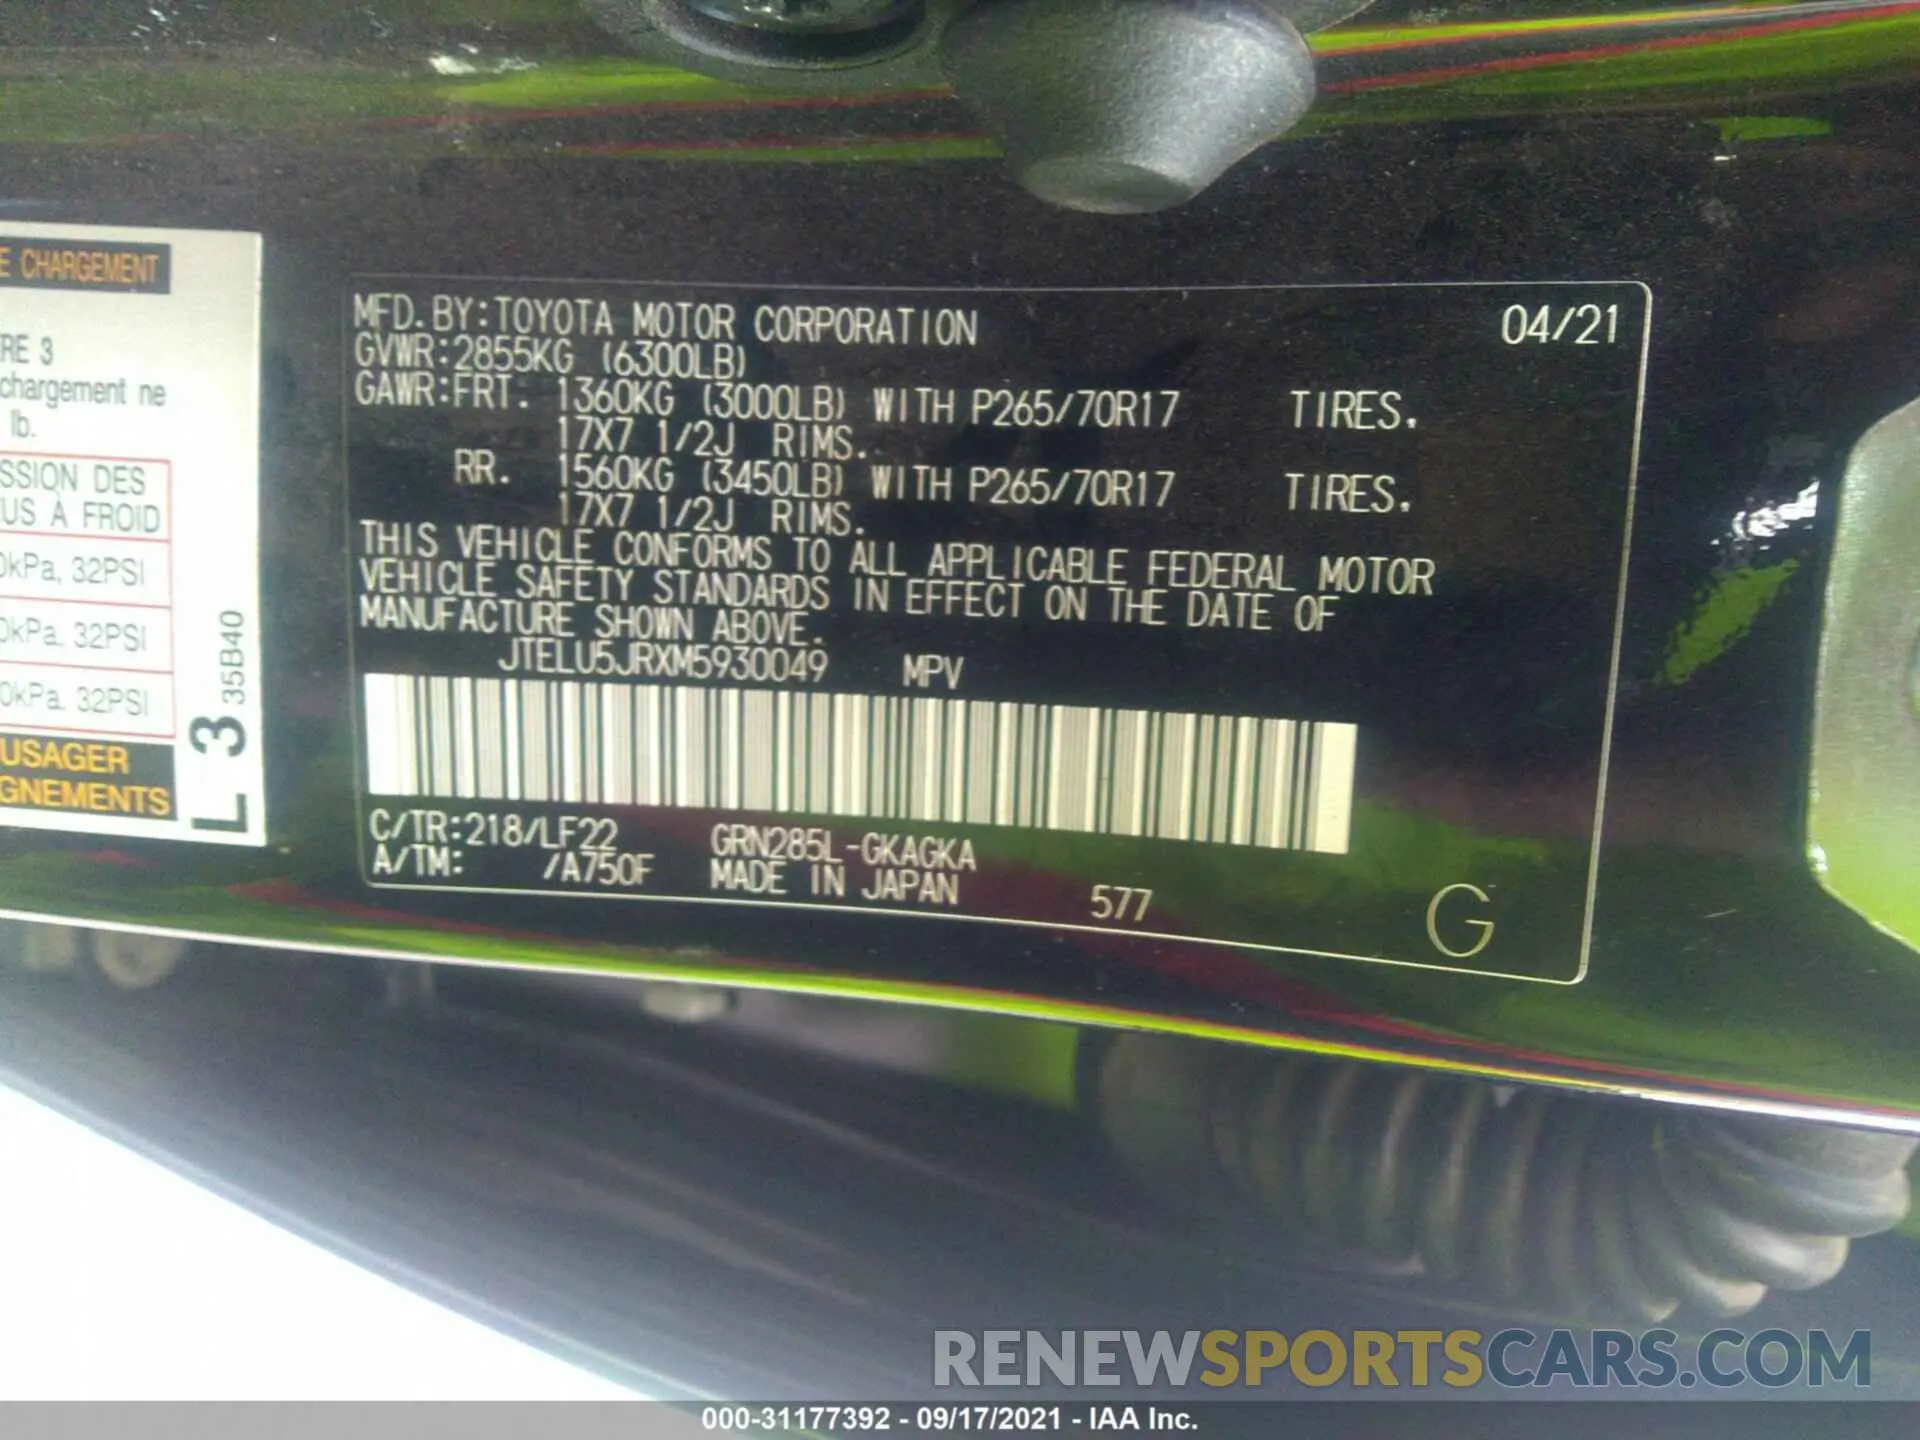 E CHARGEMENT
RE 3
chargement ne
lb.
SSION DES
US À FROID
0kPa, 32PSI
0kPa, 32PSI
0kPa, 32PSI
USAGER
GNEMENTS
L 3 35B40
MFD. BY:TOYOTA MOTOR CORPORATION 04/21
GVWR:2855KG (6300LB)
GAWR:FRT. 1360KG (3000LB) WITH P265/70R17 TIRES.
17X7 1/2J RIMS.
RR. 1560KG (3450LB) WITH P265/70R17 TIRES.
17X7 1/2J RIMS.
THIS VEHICLE CONFORMS TO ALL APPLICABLE FEDERAL MOTOR
VEHICLE SAFETY STANDARDS IN EFFECT ON THE DATE OF
MANUFACTURE SHOWN ABOVE.
JTELU5JRXM5930049 MPV
C/TR:218/LF22 GRN285L-GKAGKA
A/TM: /A750F MADE IN JAPAN 577 G
RENEWSPORTSCARS.COM
000-31177392 - 09/17/2021 - IAA Inc.